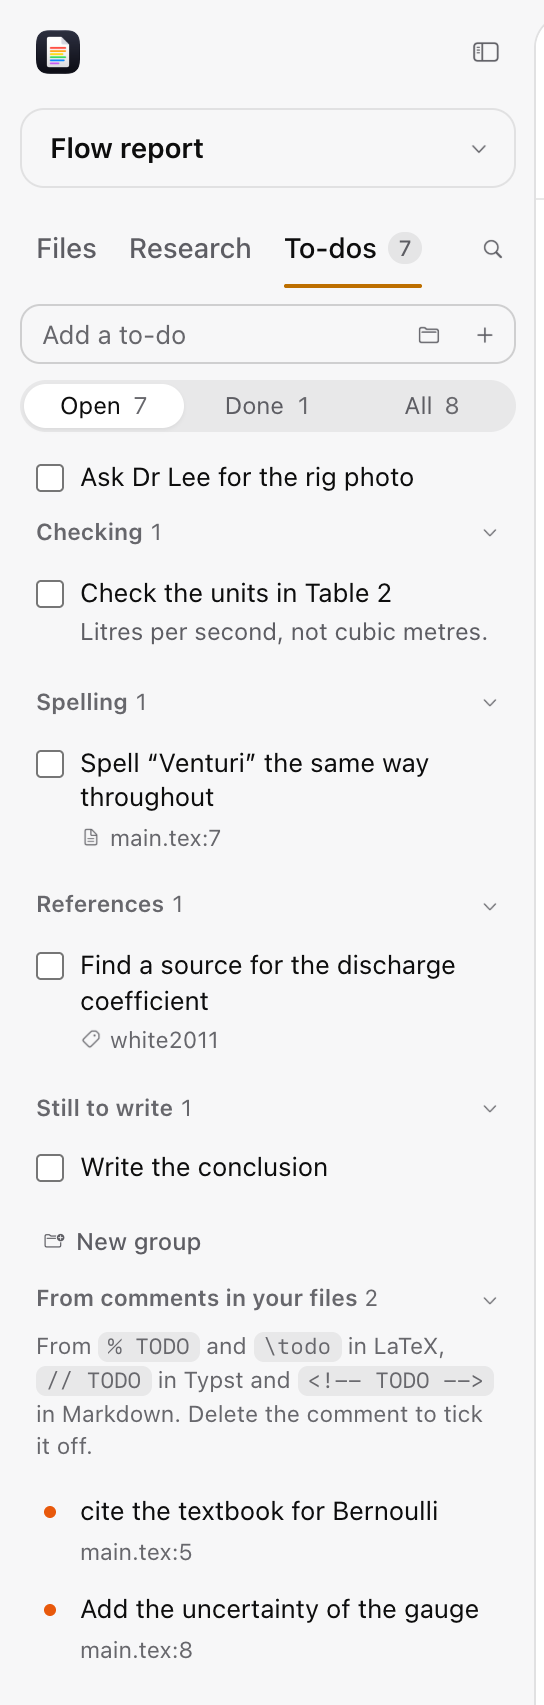 Flow report
Files Research To-dos 7
Add a to-do
Open 7 Done 1 All 8
Ask Dr Lee for the rig photo
Checking 1
Check the units in Table 2
Litres per second, not cubic metres.
Spelling 1
Spell “Venturi” the same way
throughout
main.tex:7
References 1
Find a source for the discharge
coefficient
white2011
Still to write 1
Write the conclusion
New group
From comments in your files 2
From % TODO and \todo in LaTeX,
// TODO in Typst and <!-- TODO -->
in Markdown. Delete the comment to tick
it off.
cite the textbook for Bernoulli
main.tex:5
Add the uncertainty of the gauge
main.tex:8